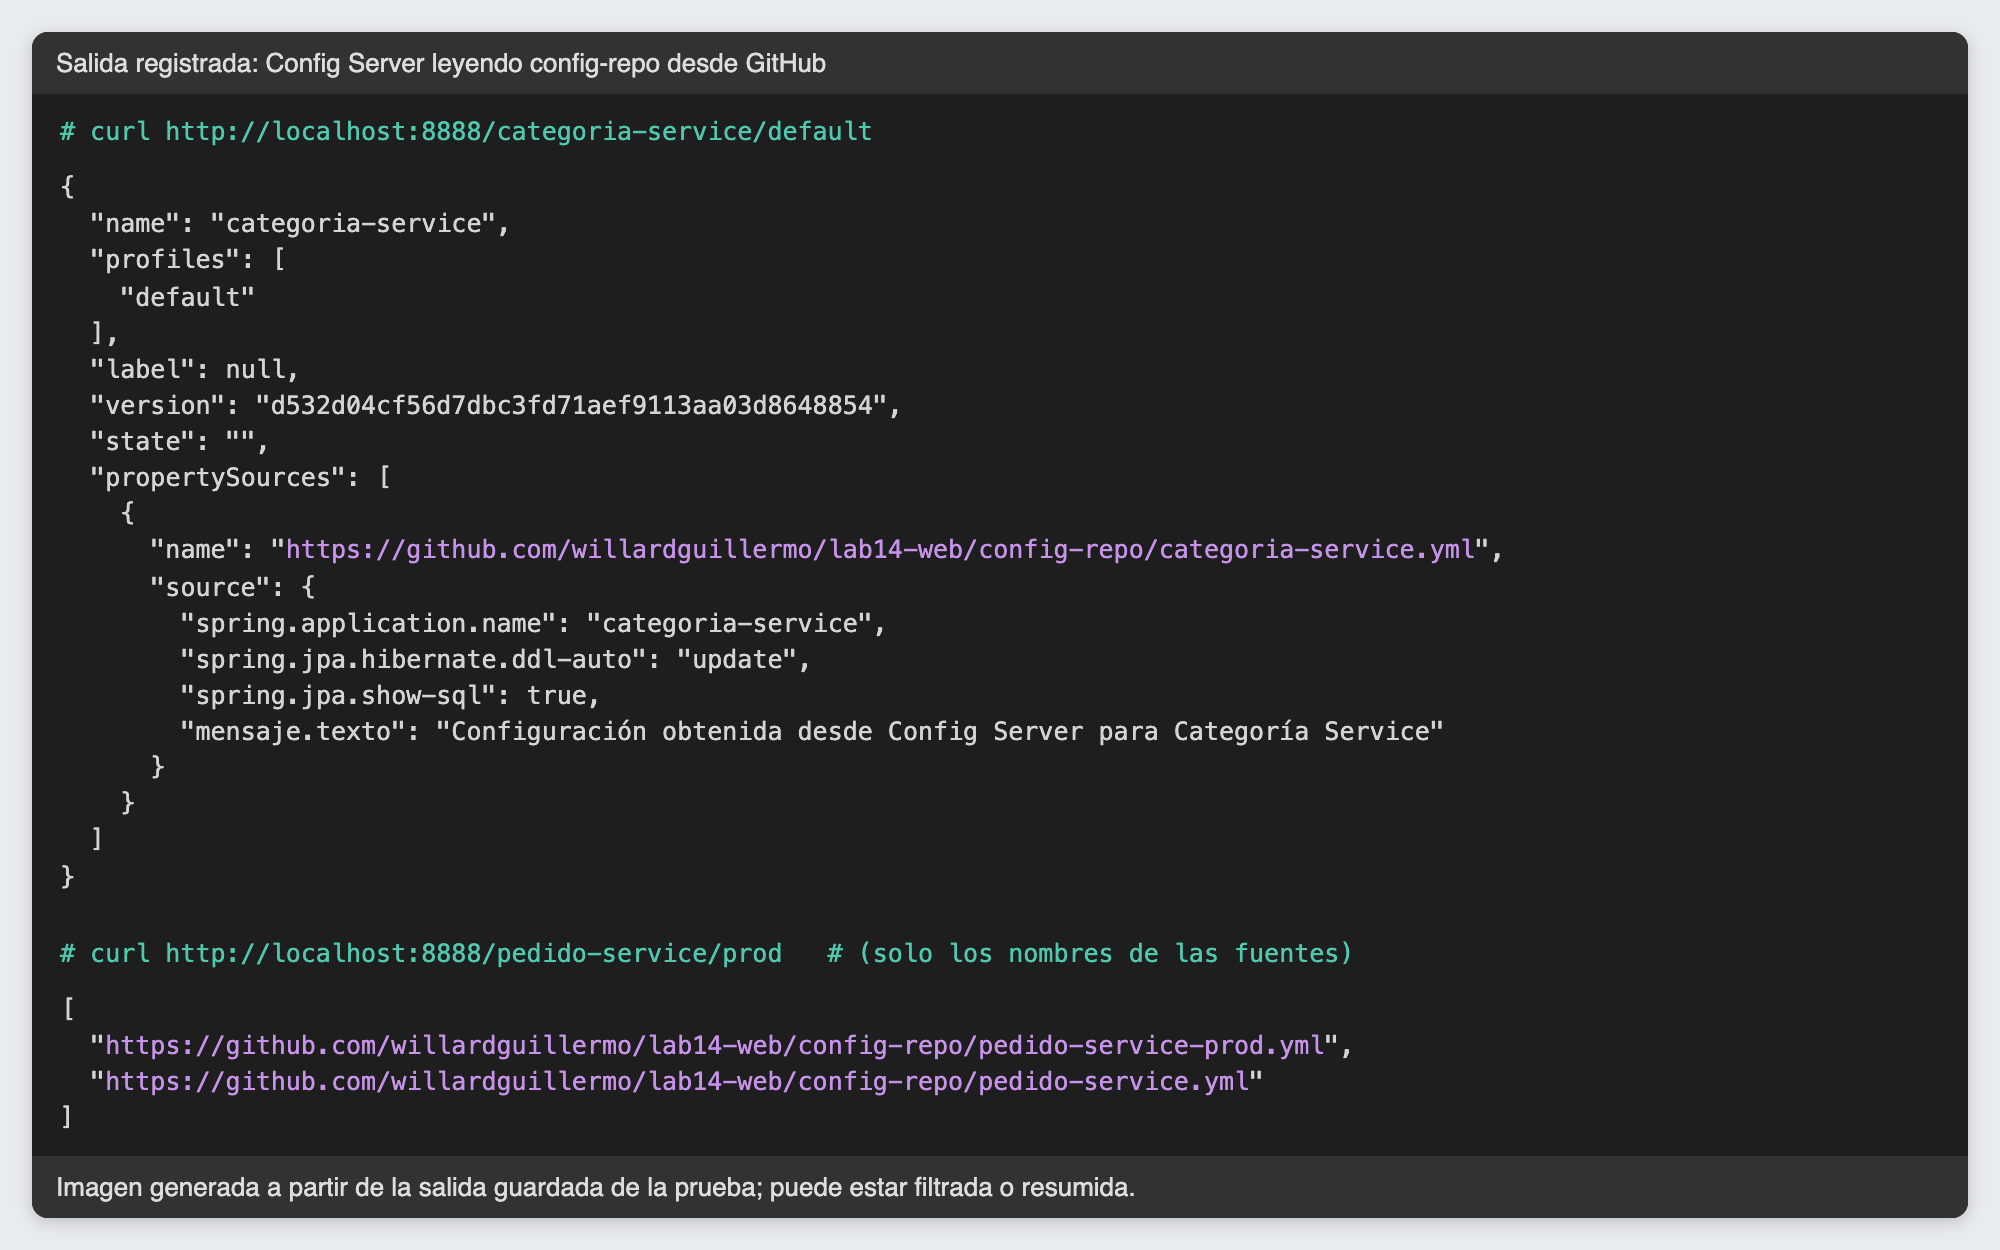 Salida registrada: Config Server leyendo config-repo desde GitHub
# curl http://localhost:8888/categoria-service/default
{
  "name": "categoria-service",
  "profiles": [
    "default"
  ],
  "label": null,
  "version": "d532d04cf56d7dbc3fd71aef9113aa03d8648854",
  "state": "",
  "propertySources": [
    {
      "name": "https://github.com/willardguillermo/lab14-web/config-repo/categoria-service.yml",
      "source": {
        "spring.application.name": "categoria-service",
        "spring.jpa.hibernate.ddl-auto": "update",
        "spring.jpa.show-sql": true,
        "mensaje.texto": "Configuración obtenida desde Config Server para Categoría Service"
      }
    }
  ]
}
# curl http://localhost:8888/pedido-service/prod   # (solo los nombres de las fuentes)
[
  "https://github.com/willardguillermo/lab14-web/config-repo/pedido-service-prod.yml",
  "https://github.com/willardguillermo/lab14-web/config-repo/pedido-service.yml"
]
Imagen generada a partir de la salida guardada de la prueba; puede estar filtrada o resumida.